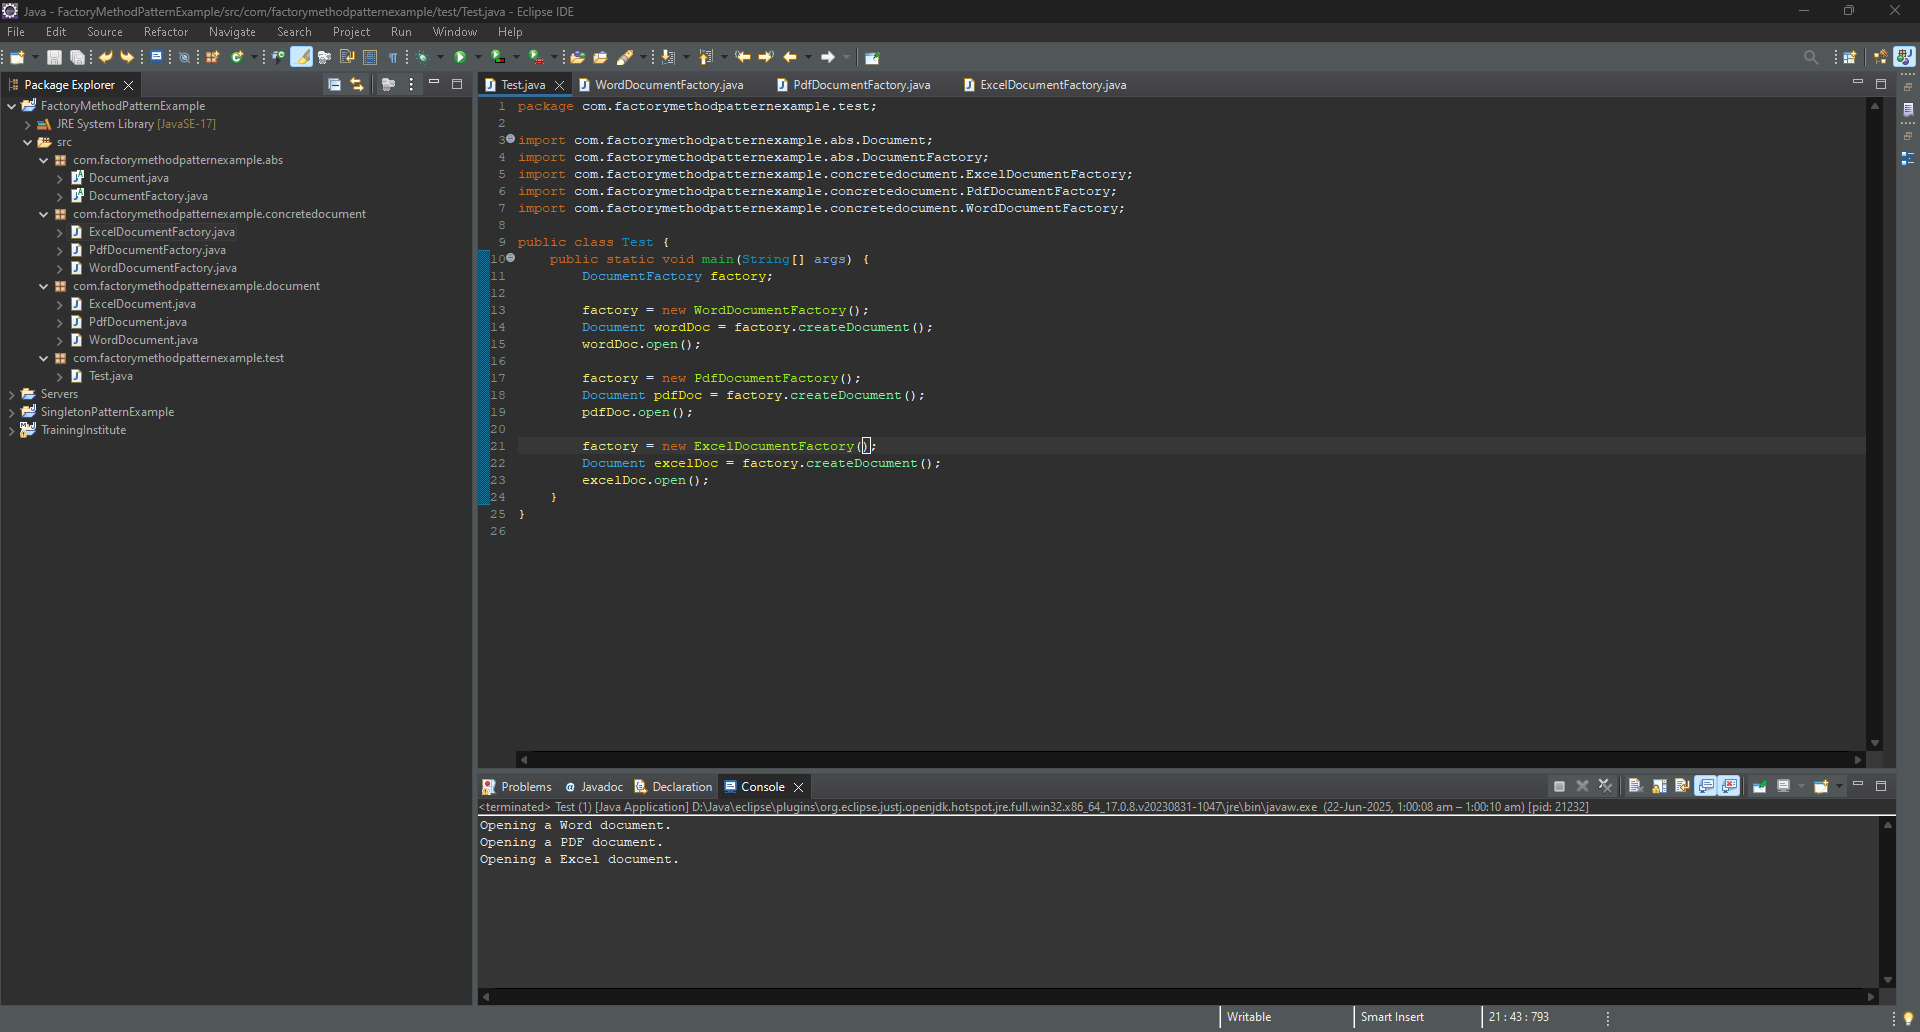 Java - FactoryMethodPatternExample/src/com/factorymethodpatternexample/test/Test.java - Eclipse IDE
File Edit Source Refactor Navigate Search Project Run Window Help
Package Explorer
FactoryMethodPatternExample
JRE System Library [JavaSE-17]
src
com.factorymethodpatternexample.abs
Document.java
DocumentFactory.java
com.factorymethodpatternexample.concretedocument
ExcelDocumentFactory.java
PdfDocumentFactory.java
WordDocumentFactory.java
com.factorymethodpatternexample.document
ExcelDocument.java
PdfDocument.java
WordDocument.java
com.factorymethodpatternexample.test
Test.java
Servers
SingletonPatternExample
TrainingInstitute
Test.java WordDocumentFactory.java PdfDocumentFactory.java ExcelDocumentFactory.java
1 package com.factorymethodpatternexample.test;
2
3 import com.factorymethodpatternexample.abs.Document;
4 import com.factorymethodpatternexample.abs.DocumentFactory;
5 import com.factorymethodpatternexample.concretedocument.ExcelDocumentFactory;
6 import com.factorymethodpatternexample.concretedocument.PdfDocumentFactory;
7 import com.factorymethodpatternexample.concretedocument.WordDocumentFactory;
8
9 public class Test {
10 public static void main(String[] args) {
11 DocumentFactory factory;
12
13 factory = new WordDocumentFactory();
14 Document wordDoc = factory.createDocument();
15 wordDoc.open();
16
17 factory = new PdfDocumentFactory();
18 Document pdfDoc = factory.createDocument();
19 pdfDoc.open();
20
21 factory = new ExcelDocumentFactory();
22 Document excelDoc = factory.createDocument();
23 excelDoc.open();
24 }
25 }
26
Problems Javadoc Declaration Console
<terminated> Test (1) [Java Application] D:\Java\eclipse\plugins\org.eclipse.justj.openjdk.hotspot.jre.full.win32.x86_64_17.0.8.v20230831-1047\jre\bin\javaw.exe (22-Jun-2025, 1:00:08 am – 1:00:10 am) [pid: 21232]
Opening a Word document.
Opening a PDF document.
Opening a Excel document.
Writable Smart Insert 21 : 43 : 793